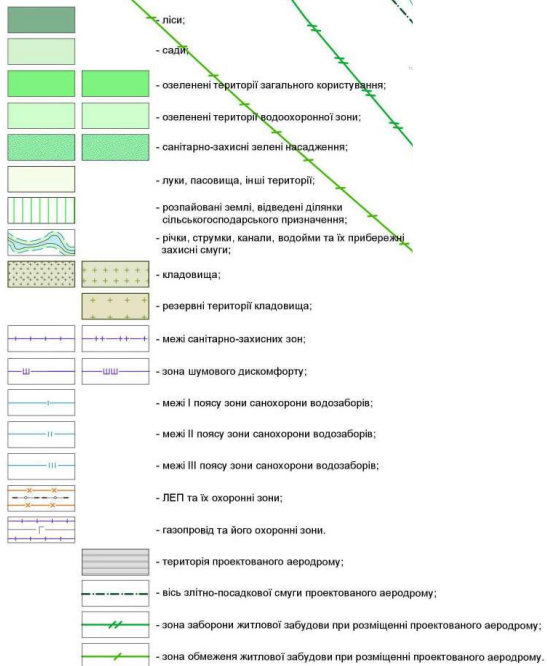 - ліси;
- сади;
- озеленені території загального користування;
- озеленені території водоохоронної зони;
- санітарно-захисні зелені насадження;
- луки, пасовища, інші території;
- розпайовані землі, відведені ділянки
сільськогосподарського призначення;
- річки, струмки, канали, водойми та їх прибережні
захисні смуги;
- кладовища;
- резервні території кладовища;
- межі санітарно-захисних зон;
Ш ШШ - зона шумового дискомфорту;
I - межі І поясу зони санохорони водозаборів;
II - межі ІІ поясу зони санохорони водозаборів;
III - межі ІІІ поясу зони санохорони водозаборів;
- ЛЕП та їх охоронні зони;
Г - газопровід та його охоронні зони.
- територія проектованого аеродрому;
- вісь злітно-посадкової смуги проектованого аеродрому;
- зона заборони житлової забудови при розміщенні проектованого аеродрому;
- зона обмеженя житлової забудови при розміщенні проектованого аеродрому.